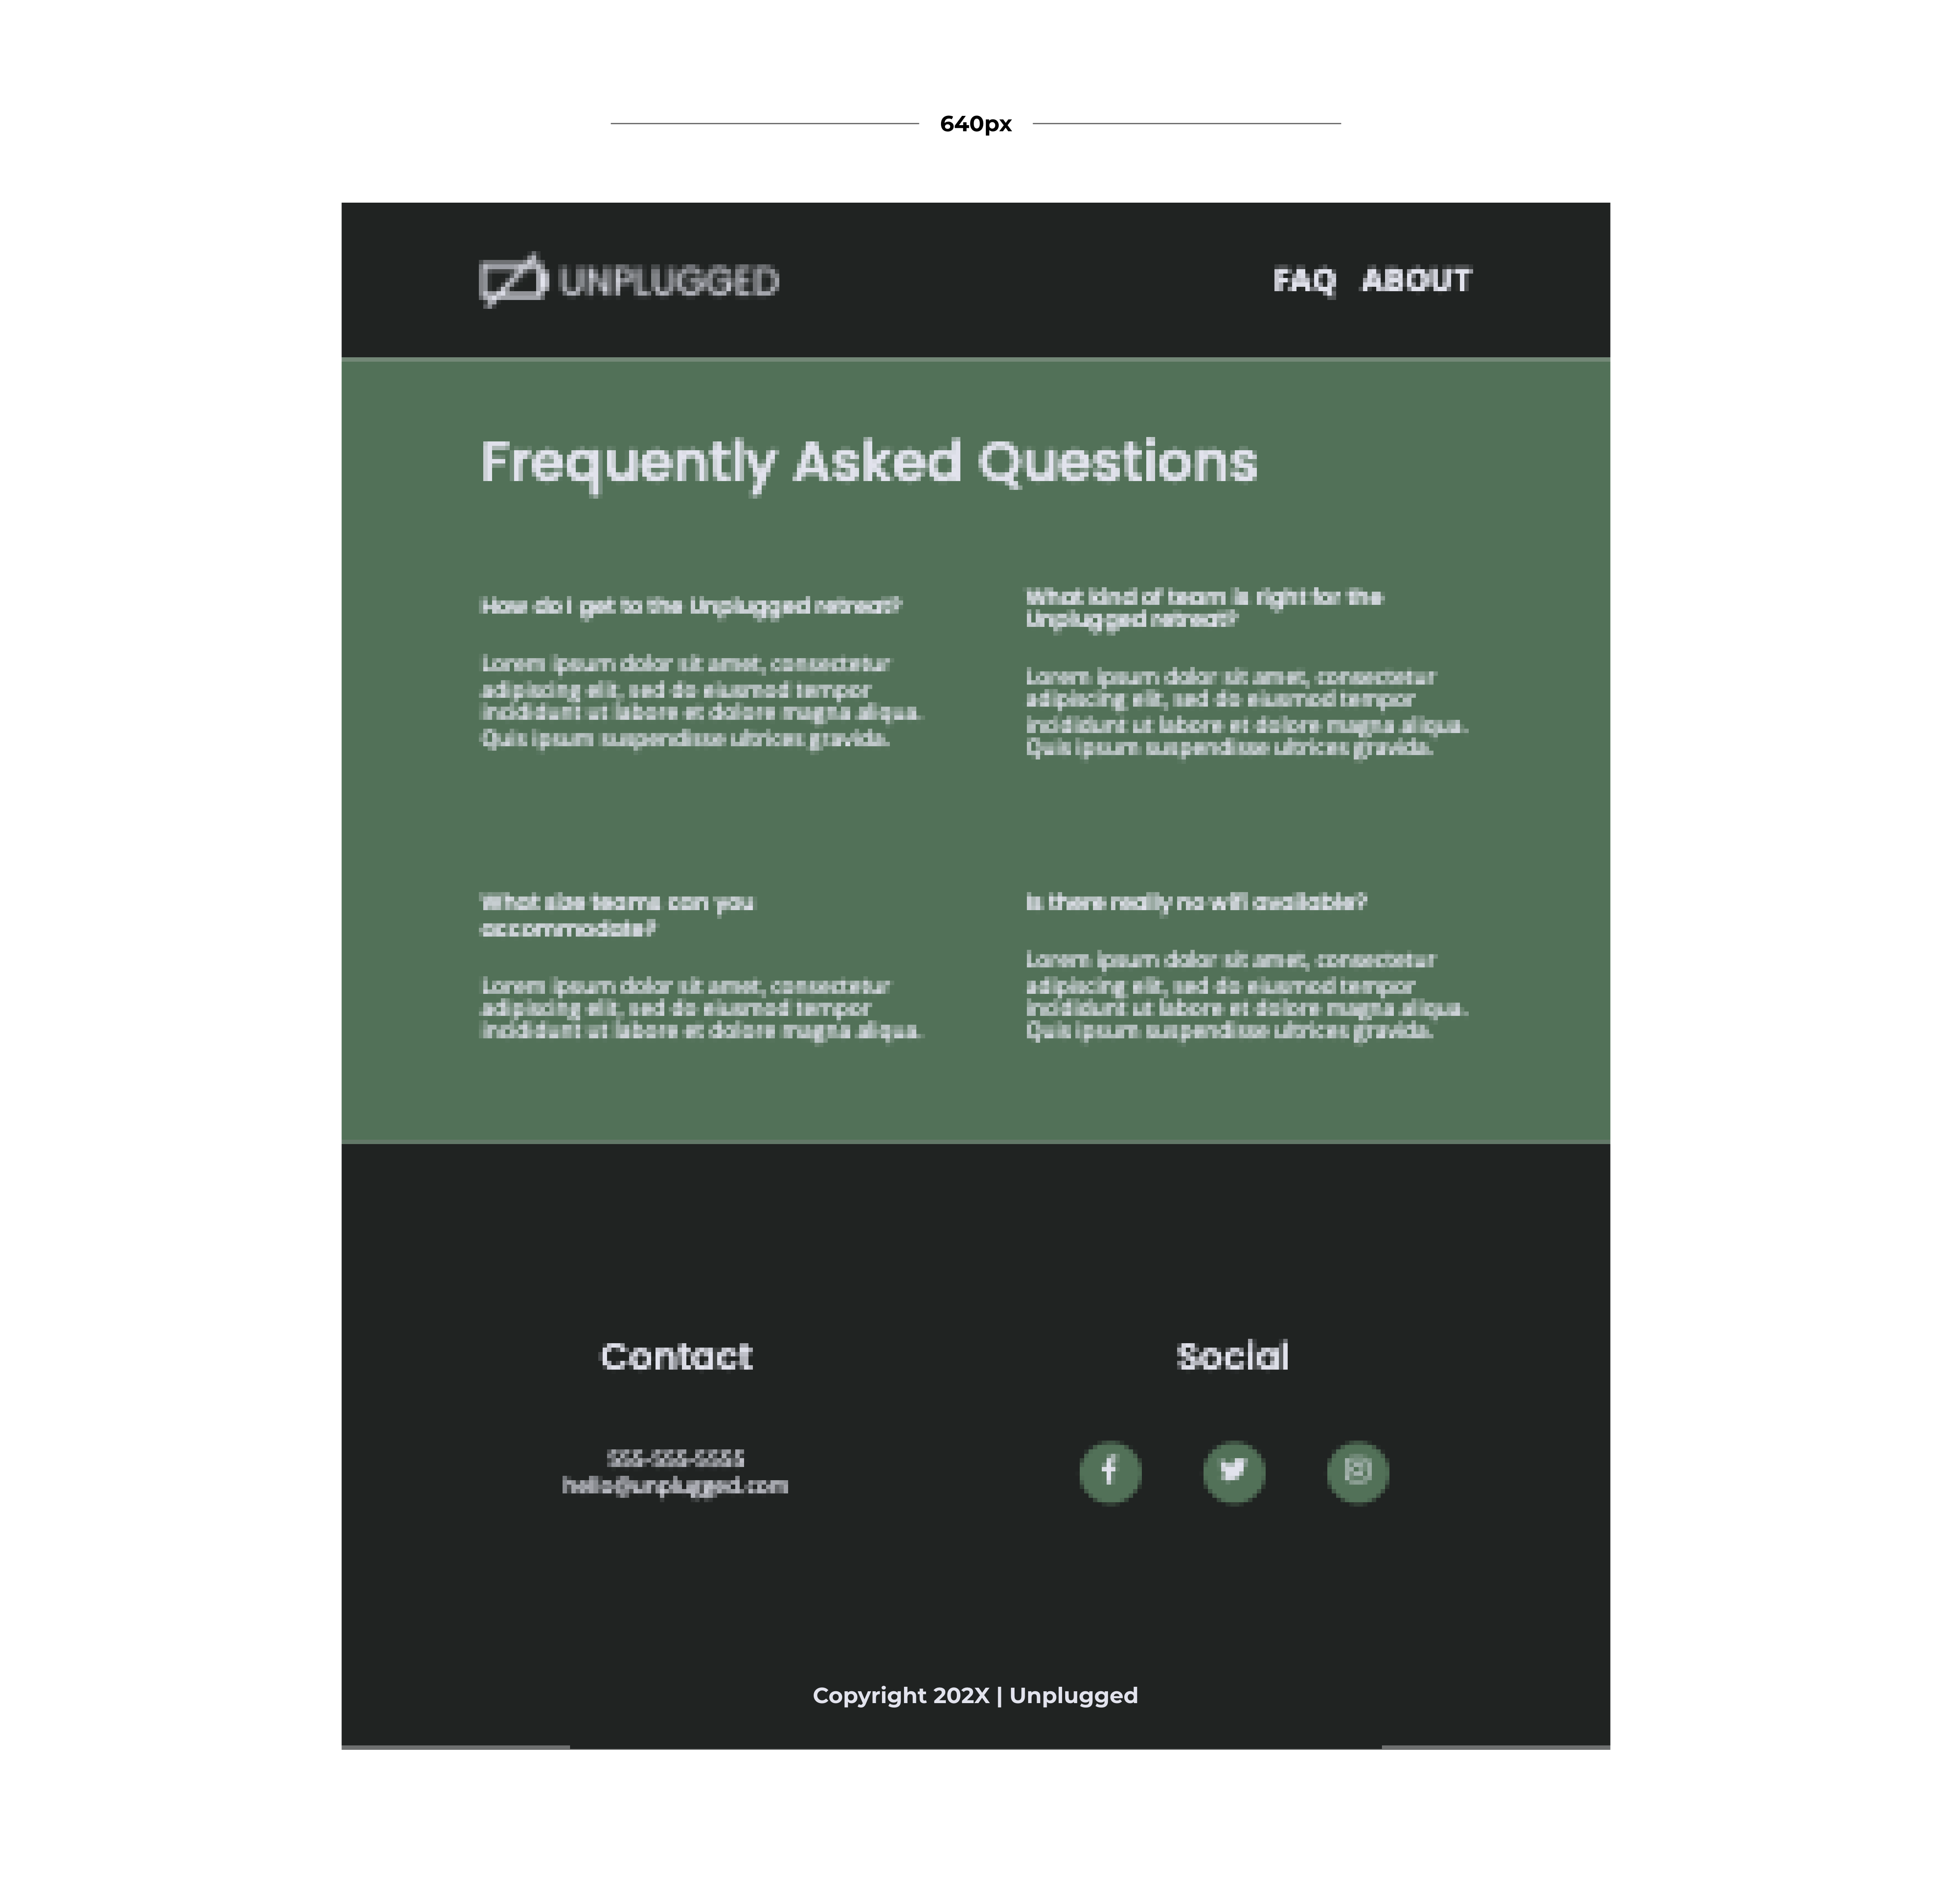 640px
UNPLUGGED
FAQ ABOUT
Frequently Asked Questions
How do I get to the Unplugged retreat?
Lorem ipsum dolor sit amet, consectetur
adipiscing elit, sed do eiusmod tempor
incididunt ut labore et dolore magna aliqua.
Quis ipsum suspendisse ultrices gravida.
What kind of team is right for the
Unplugged retreat?
Lorem ipsum dolor sit amet, consectetur
adipiscing elit, sed do eiusmod tempor
incididunt ut labore et dolore magna aliqua.
Quis ipsum suspendisse ultrices gravida.
What size teams can you
accommodate?
Lorem ipsum dolor sit amet, consectetur
adipiscing elit, sed do eiusmod tempor
incididunt ut labore et dolore magna aliqua.
Is there really no wifi available?
Lorem ipsum dolor sit amet, consectetur
adipiscing elit, sed do eiusmod tempor
incididunt ut labore et dolore magna aliqua.
Quis ipsum suspendisse ultrices gravida.
Contact
555-555-5555
hello@unplugged.com
Social
Copyright 202X | Unplugged